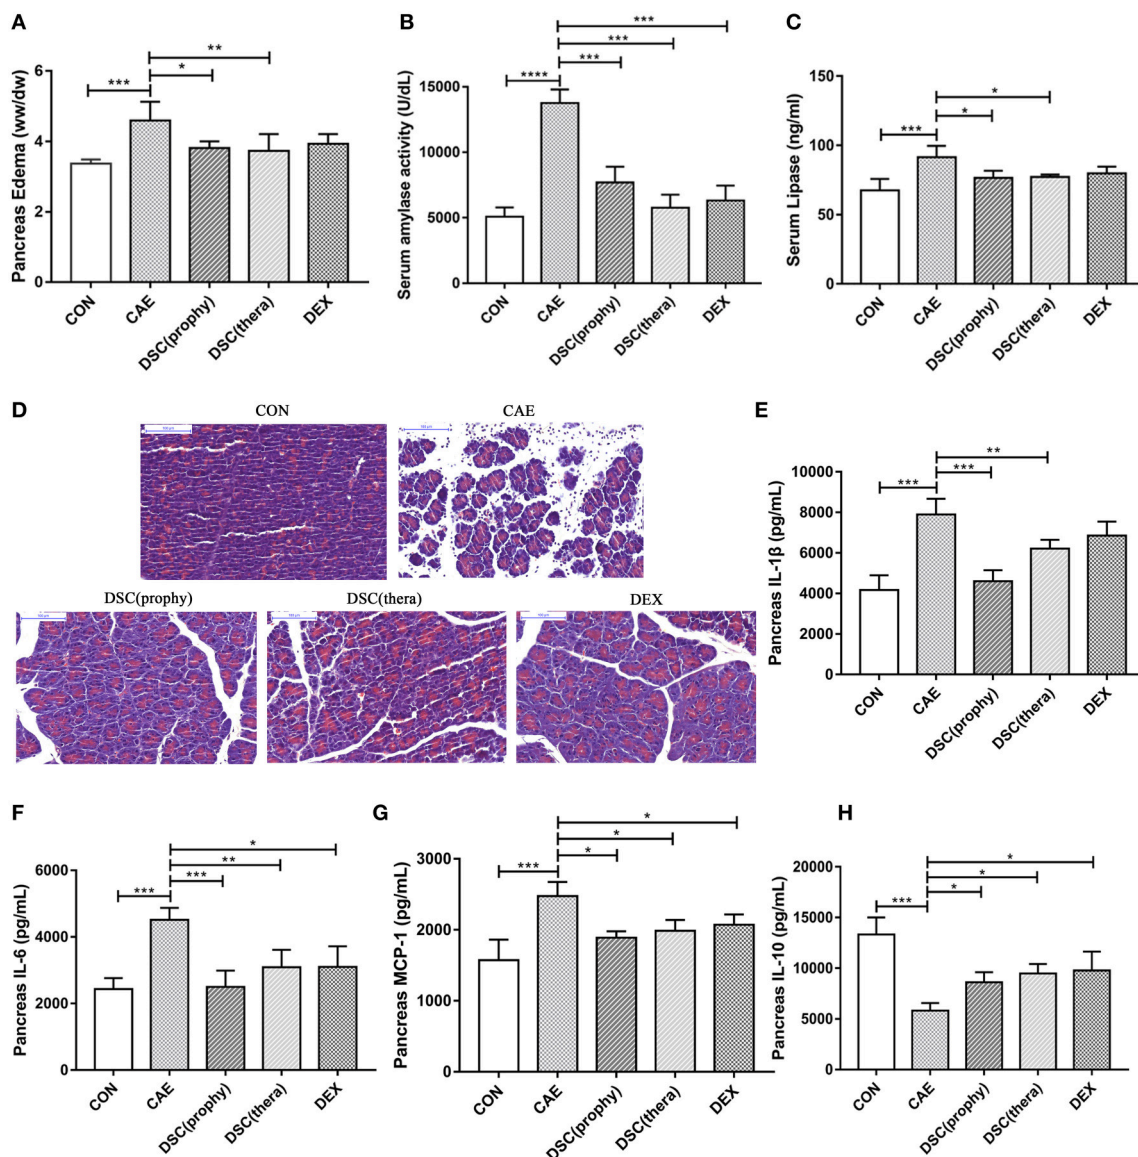 A
Pancreas Edema (ww/dw)
6
4
2
0
***
*
**
CON
CAE
DSC(prophy)
DSC(thera)
DEX
B
Serum amylase activity (U/dL)
15000
10000
5000
0
****
***
***
***
CON
CAE
DSC(prophy)
DSC(thera)
DEX
C
Serum Lipase (ng/ml)
150
100
50
0
***
*
*
CON
CAE
DSC(prophy)
DSC(thera)
DEX
D
CON
CAE
DSC(prophy)
DSC(thera)
DEX
E
Pancreas IL-1β (pg/mL)
10000
8000
6000
4000
2000
0
***
***
**
CON
CAE
DSC(prophy)
DSC(thera)
DEX
F
Pancreas IL-6 (pg/mL)
6000
4000
2000
0
***
***
**
*
CON
CAE
DSC(prophy)
DSC(thera)
DEX
G
Pancreas MCP-1 (pg/mL)
3000
2000
1000
0
***
*
*
*
CON
CAE
DSC(prophy)
DSC(thera)
DEX
H
Pancreas IL-10 (pg/mL)
20000
15000
10000
5000
0
***
*
*
*
CON
CAE
DSC(prophy)
DSC(thera)
DEX